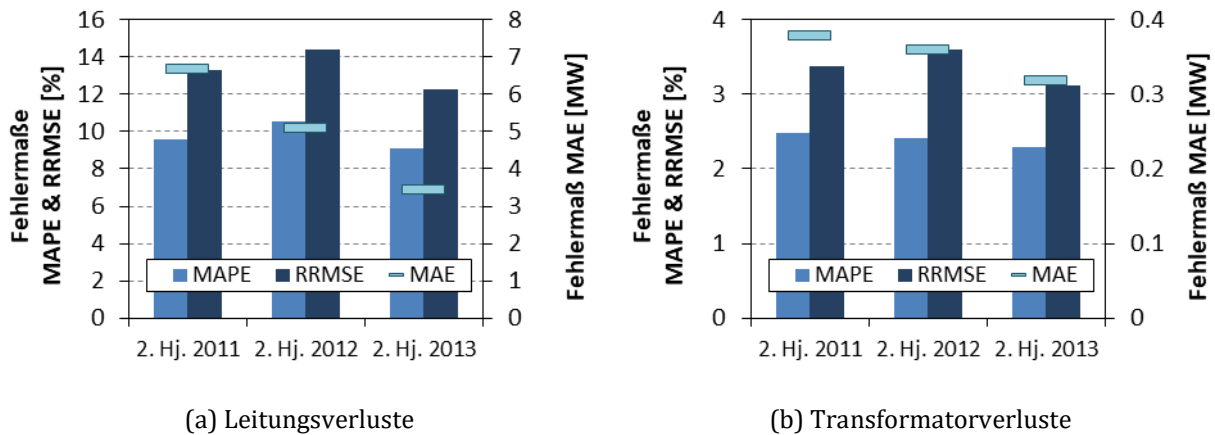 Fehlermaße
MAPE & RRMSE [%]
16
14
12
10
8
6
4
2
0
8
7
6
5
4
3
2
1
0
Fehlermaß MAE [MW]
MAPE RRMSE MAE
2. Hj. 2011 2. Hj. 2012 2. Hj. 2013
(a) Leitungsverluste
Fehlermaße
MAPE & RRMSE [%]
4
3
2
1
0
0.4
0.3
0.2
0.1
0
Fehlermaß MAE [MW]
MAPE RRMSE MAE
2. Hj. 2011 2. Hj. 2012 2. Hj. 2013
(b) Transformatorverluste